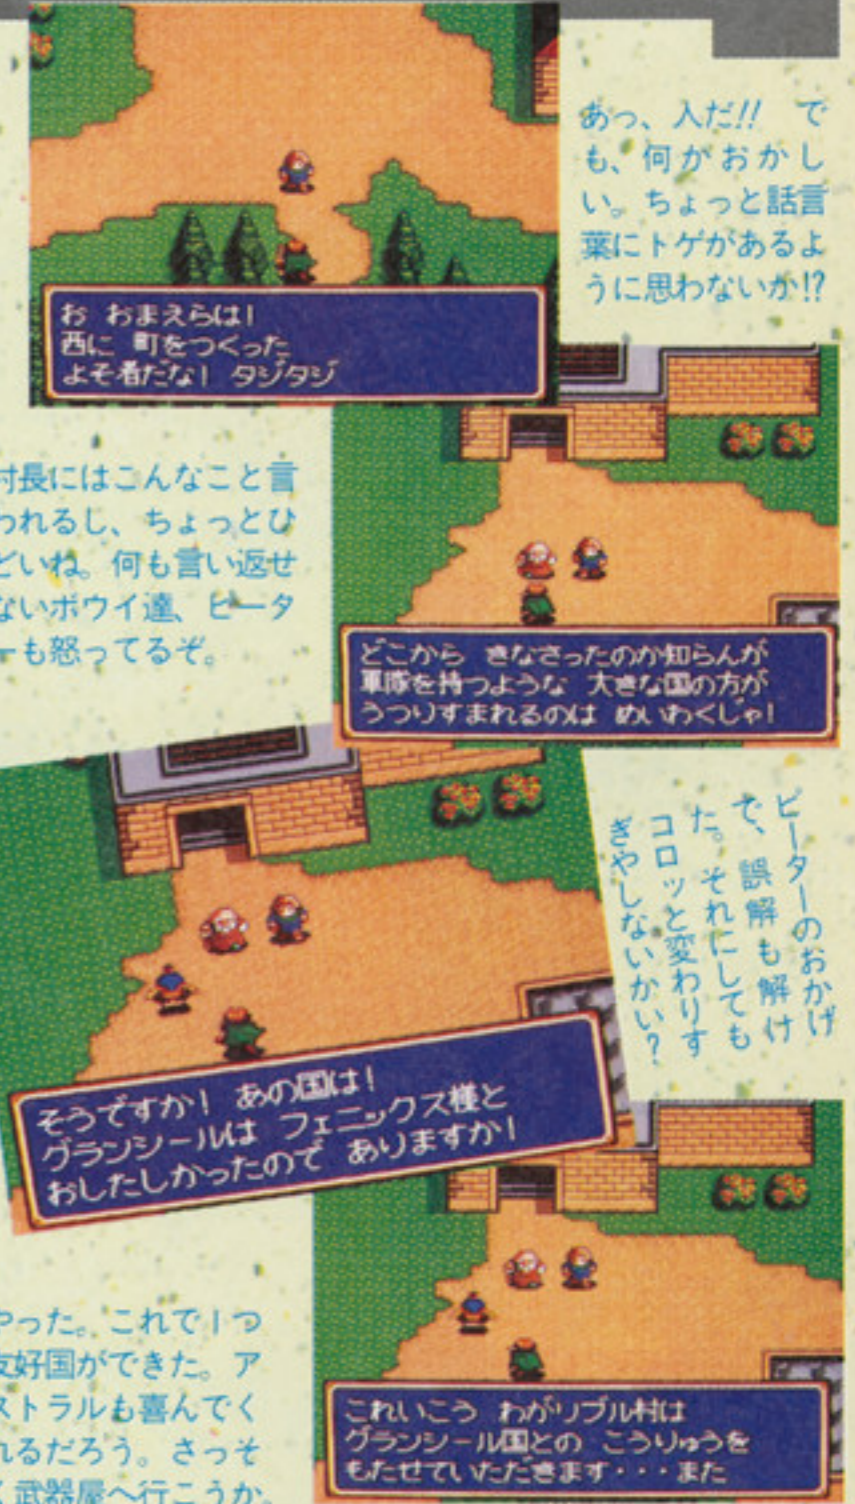 あっ、人だ!! で
も、何かおかし
い。ちょっと話言
葉にトゲがあるよ
うに思わないか!?
お おまえらは!
西に 町をつくった
よそ者だな! タジタジ
村長にはこんなこと言
われるし、ちょっとひ
どいね。何も言い返せ
ないボウイ達、ピータ
ーも怒ってるぞ。
どこから きなさったのか知らんが
軍隊を持つような 大きな国の方が
うつりすまれるのは めいわくじゃ!
ピーターのおかげ
で、誤解も解け
た。それにしても
コロッと変わりす
ぎやしないかい?
そうですか! あの国は!
グランシールは フェニックス様と
おしたしかったので ありますか!
やった。これで1つ
友好国ができた。ア
ストラルも喜んでく
れるだろう。さっそ
く武器屋へ行こうか。
これいこう わがリブル村は
グランシール国との こうりゅうを
もたせていただきます・・・また